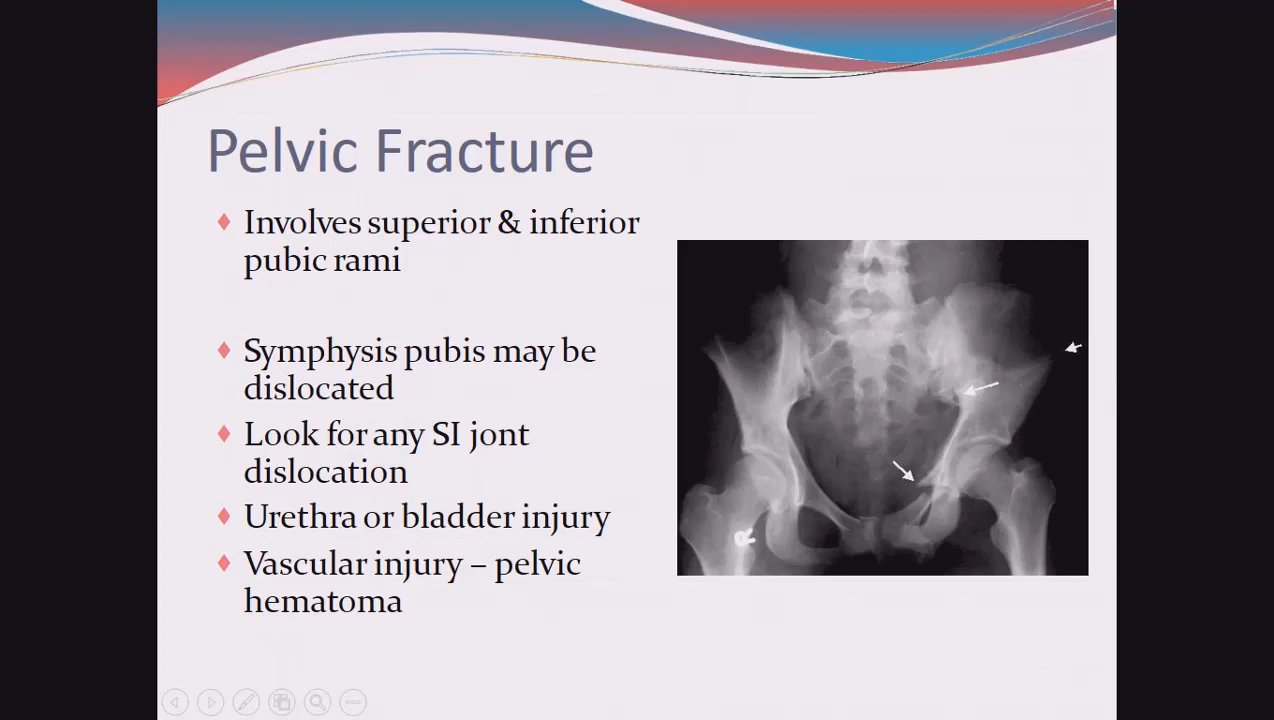 Pelvic Fracture
Involves superior & inferior
pubic rami
Symphysis pubis may be
dislocated
Look for any SI jont
dislocation
Urethra or bladder injury
Vascular injury – pelvic
hematoma
R